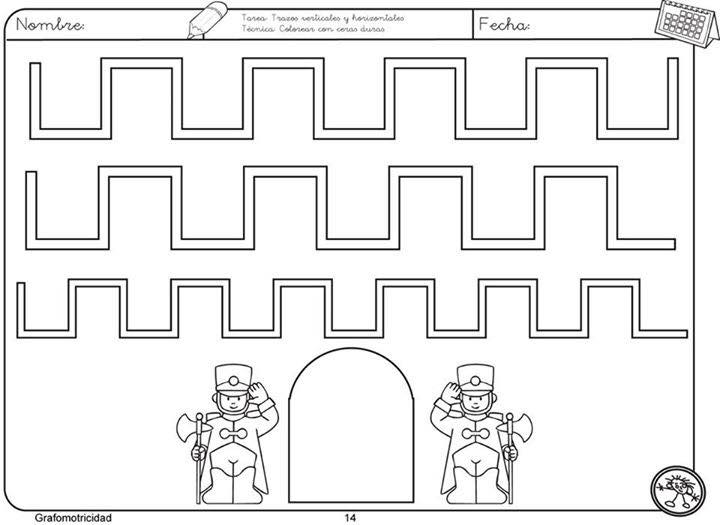 Nombre:
Tarea: Trazos verticales y horizontales
Técnica: Colorear con ceras duras
Fecha:
Grafomotricidad
14